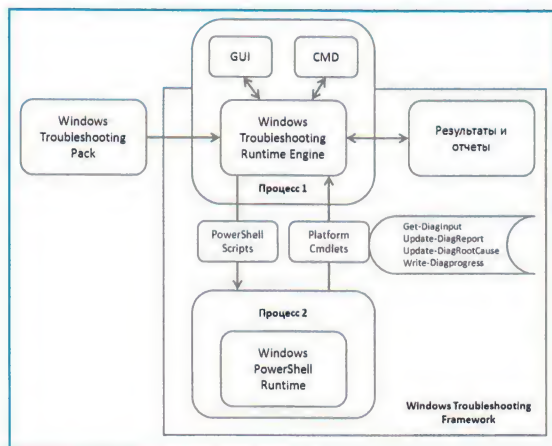 GUI
CMD
Windows
Troubleshooting
Pack
Windows
Troubleshooting
Runtime Engine
Результаты и
отчеты
Процесс 1
PowerShell
Scripts
Platform
Cmdlets
Get-DiagInput
Update-DiagReport
Update-DiagRootCause
Write-Diagprogress
Процесс 2
Windows
PowerShell
Runtime
Windows Troubleshooting
Framework